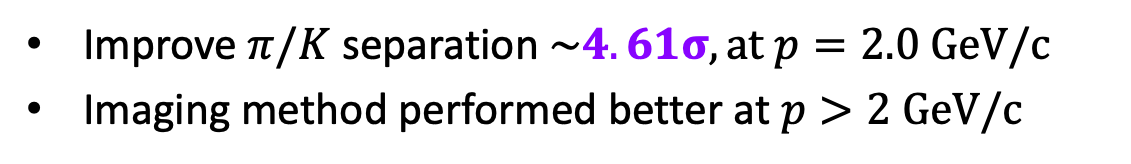 • Improve π/K separation ~4.61σ, at p = 2.0 GeV/c
• Imaging method performed better at p > 2 GeV/c